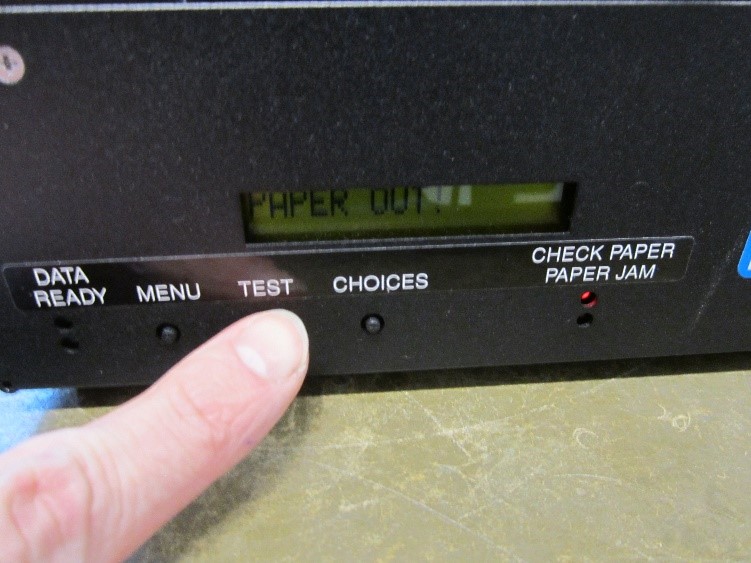 PAPER OUT.
DATA
READY
MENU
TEST
CHOICES
CHECK PAPER
PAPER JAM